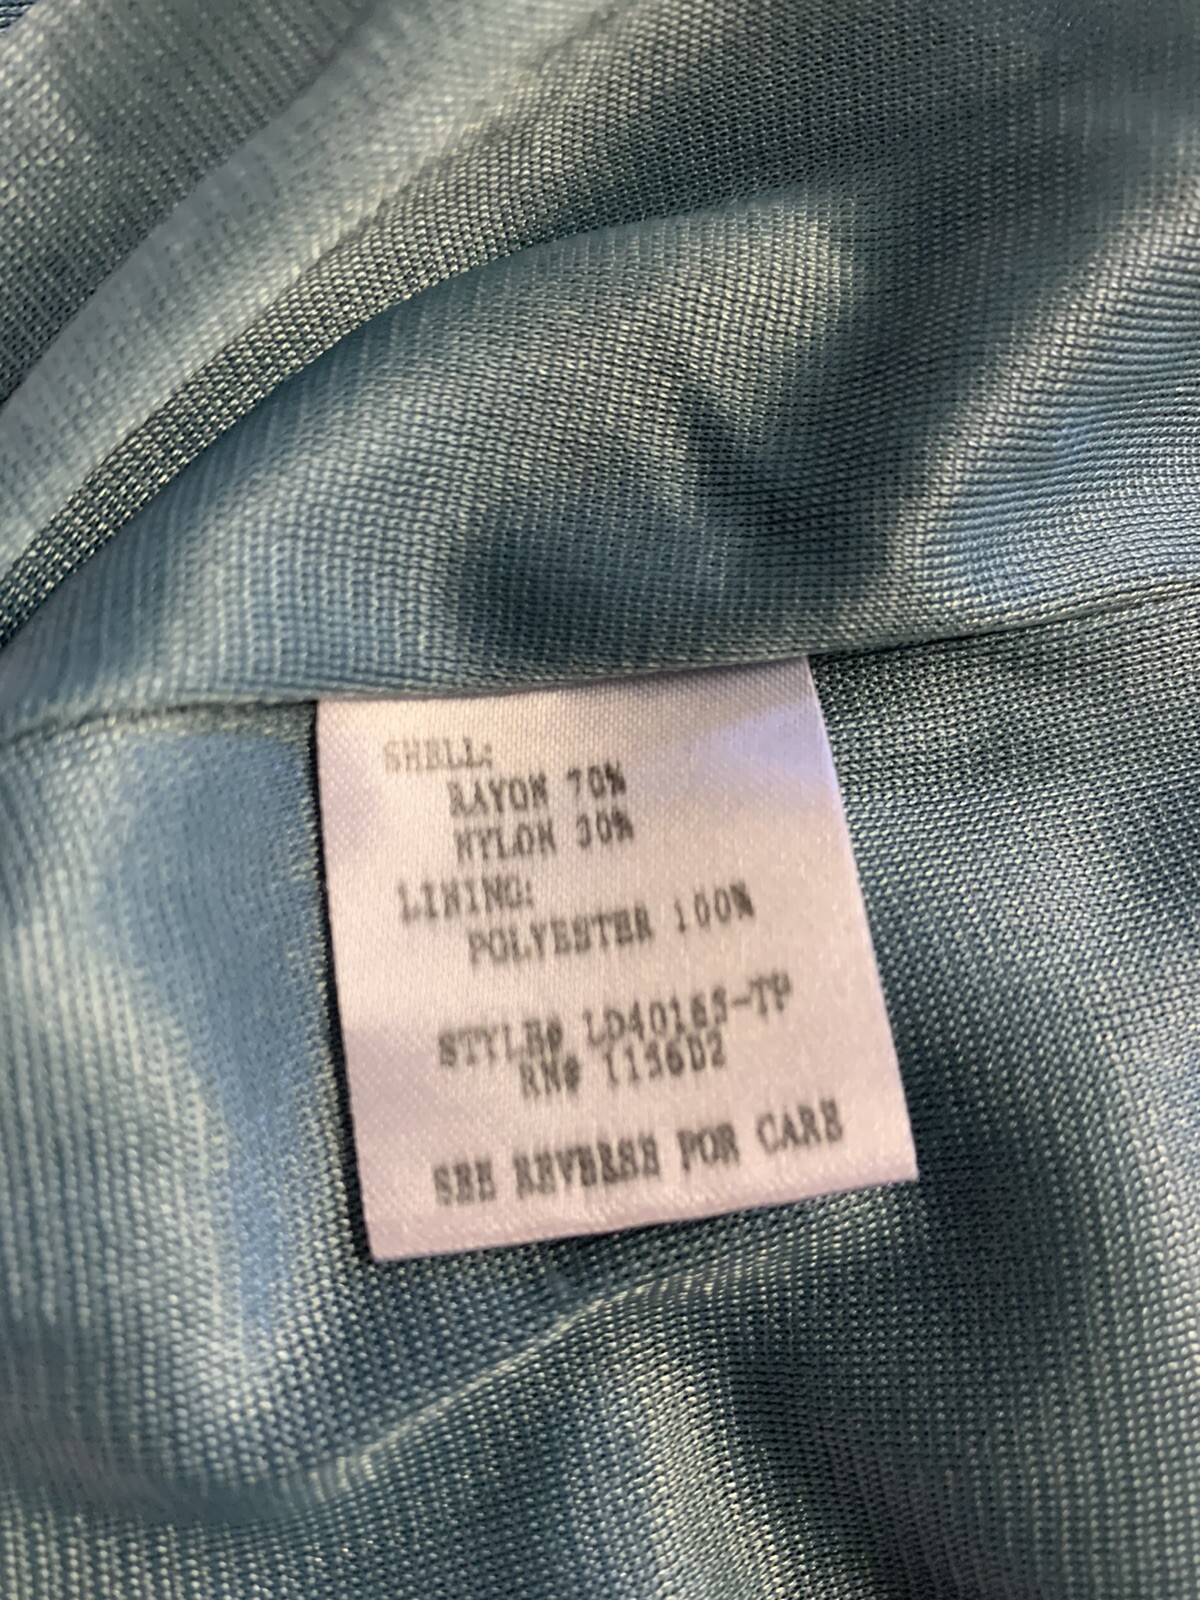 SHELL:
RAYON 70%
NYLON 30%
LINING:
POLYESTER 100%
STYLE# LD40165-TP
RN# 115602
SEE REVERSE FOR CARE